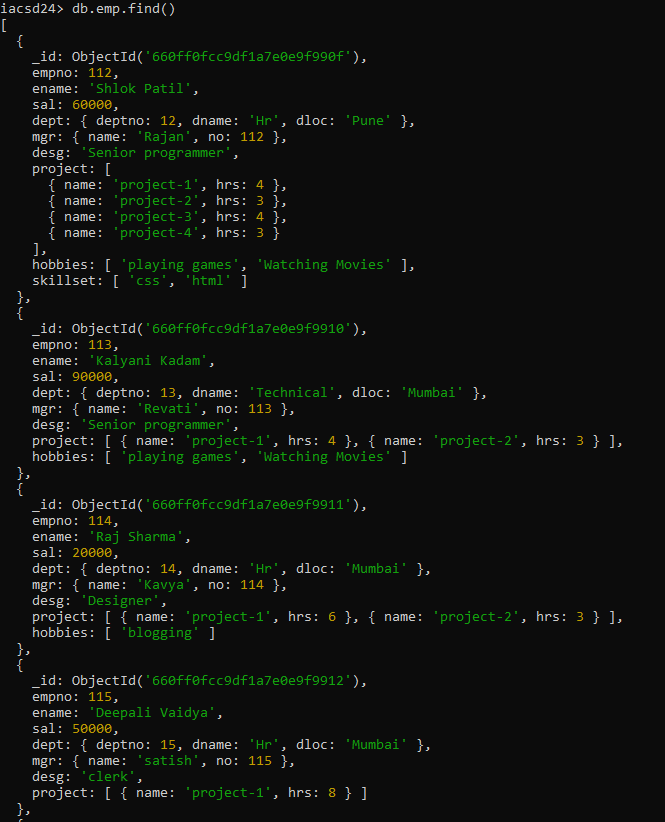 iacsd24> db.emp.find()
[
  {
    _id: ObjectId('660ff0fcc9df1a7e0e9f990f'),
    empno: 112,
    ename: 'Shlok Patil',
    sal: 60000,
    dept: { deptno: 12, dname: 'Hr', dloc: 'Pune' },
    mgr: { name: 'Rajan', no: 112 },
    desg: 'Senior programmer',
    project: [
      { name: 'project-1', hrs: 4 },
      { name: 'project-2', hrs: 3 },
      { name: 'project-3', hrs: 4 },
      { name: 'project-4', hrs: 3 }
    ],
    hobbies: [ 'playing games', 'Watching Movies' ],
    skillset: [ 'css', 'html' ]
  },
  {
    _id: ObjectId('660ff0fcc9df1a7e0e9f9910'),
    empno: 113,
    ename: 'Kalyani Kadam',
    sal: 90000,
    dept: { deptno: 13, dname: 'Technical', dloc: 'Mumbai' },
    mgr: { name: 'Revati', no: 113 },
    desg: 'Senior programmer',
    project: [ { name: 'project-1', hrs: 4 }, { name: 'project-2', hrs: 3 } ],
    hobbies: [ 'playing games', 'Watching Movies' ]
  },
  {
    _id: ObjectId('660ff0fcc9df1a7e0e9f9911'),
    empno: 114,
    ename: 'Raj Sharma',
    sal: 20000,
    dept: { deptno: 14, dname: 'Hr', dloc: 'Mumbai' },
    mgr: { name: 'Kavya', no: 114 },
    desg: 'Designer',
    project: [ { name: 'project-1', hrs: 6 }, { name: 'project-2', hrs: 3 } ],
    hobbies: [ 'blogging' ]
  },
  {
    _id: ObjectId('660ff0fcc9df1a7e0e9f9912'),
    empno: 115,
    ename: 'Deepali Vaidya',
    sal: 50000,
    dept: { deptno: 15, dname: 'Hr', dloc: 'Mumbai' },
    mgr: { name: 'satish', no: 115 },
    desg: 'clerk',
    project: [ { name: 'project-1', hrs: 8 } ]
  },